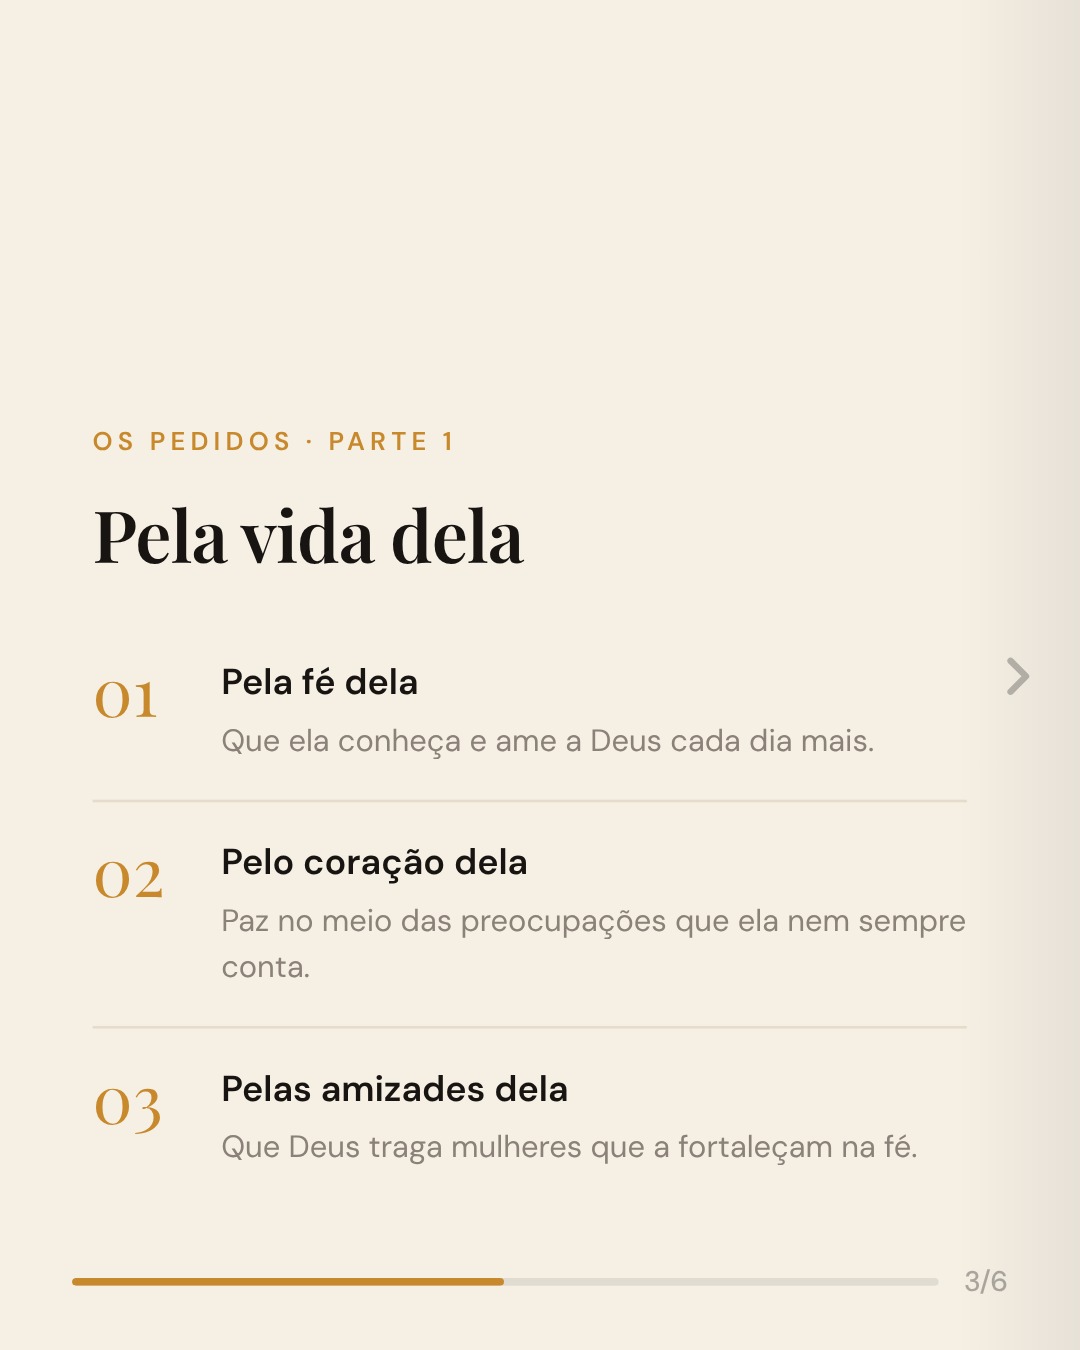 OS PEDIDOS · PARTE 1
Pela vida dela
01
Pela fé dela
Que ela conheça e ame a Deus cada dia mais.
02
Pelo coração dela
Paz no meio das preocupações que ela nem sempre
conta.
03
Pelas amizades dela
Que Deus traga mulheres que a fortaleçam na fé.
3/6